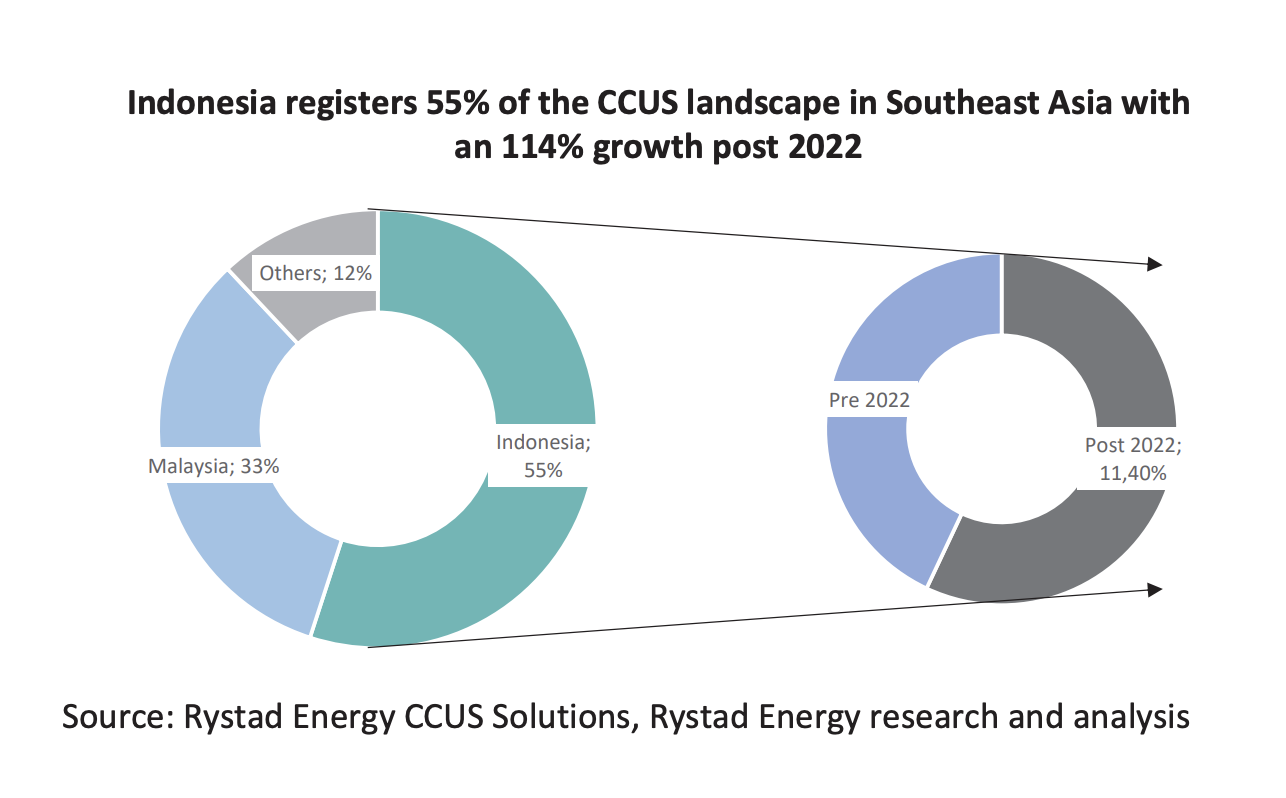 Indonesia registers 55% of the CCUS landscape in Southeast Asia with
an 114% growth post 2022
Others; 12%
Malaysia; 33%
Indonesia;
55%
Pre 2022
Post 2022;
11,40%
Source: Rystad Energy CCUS Solutions, Rystad Energy research and analysis